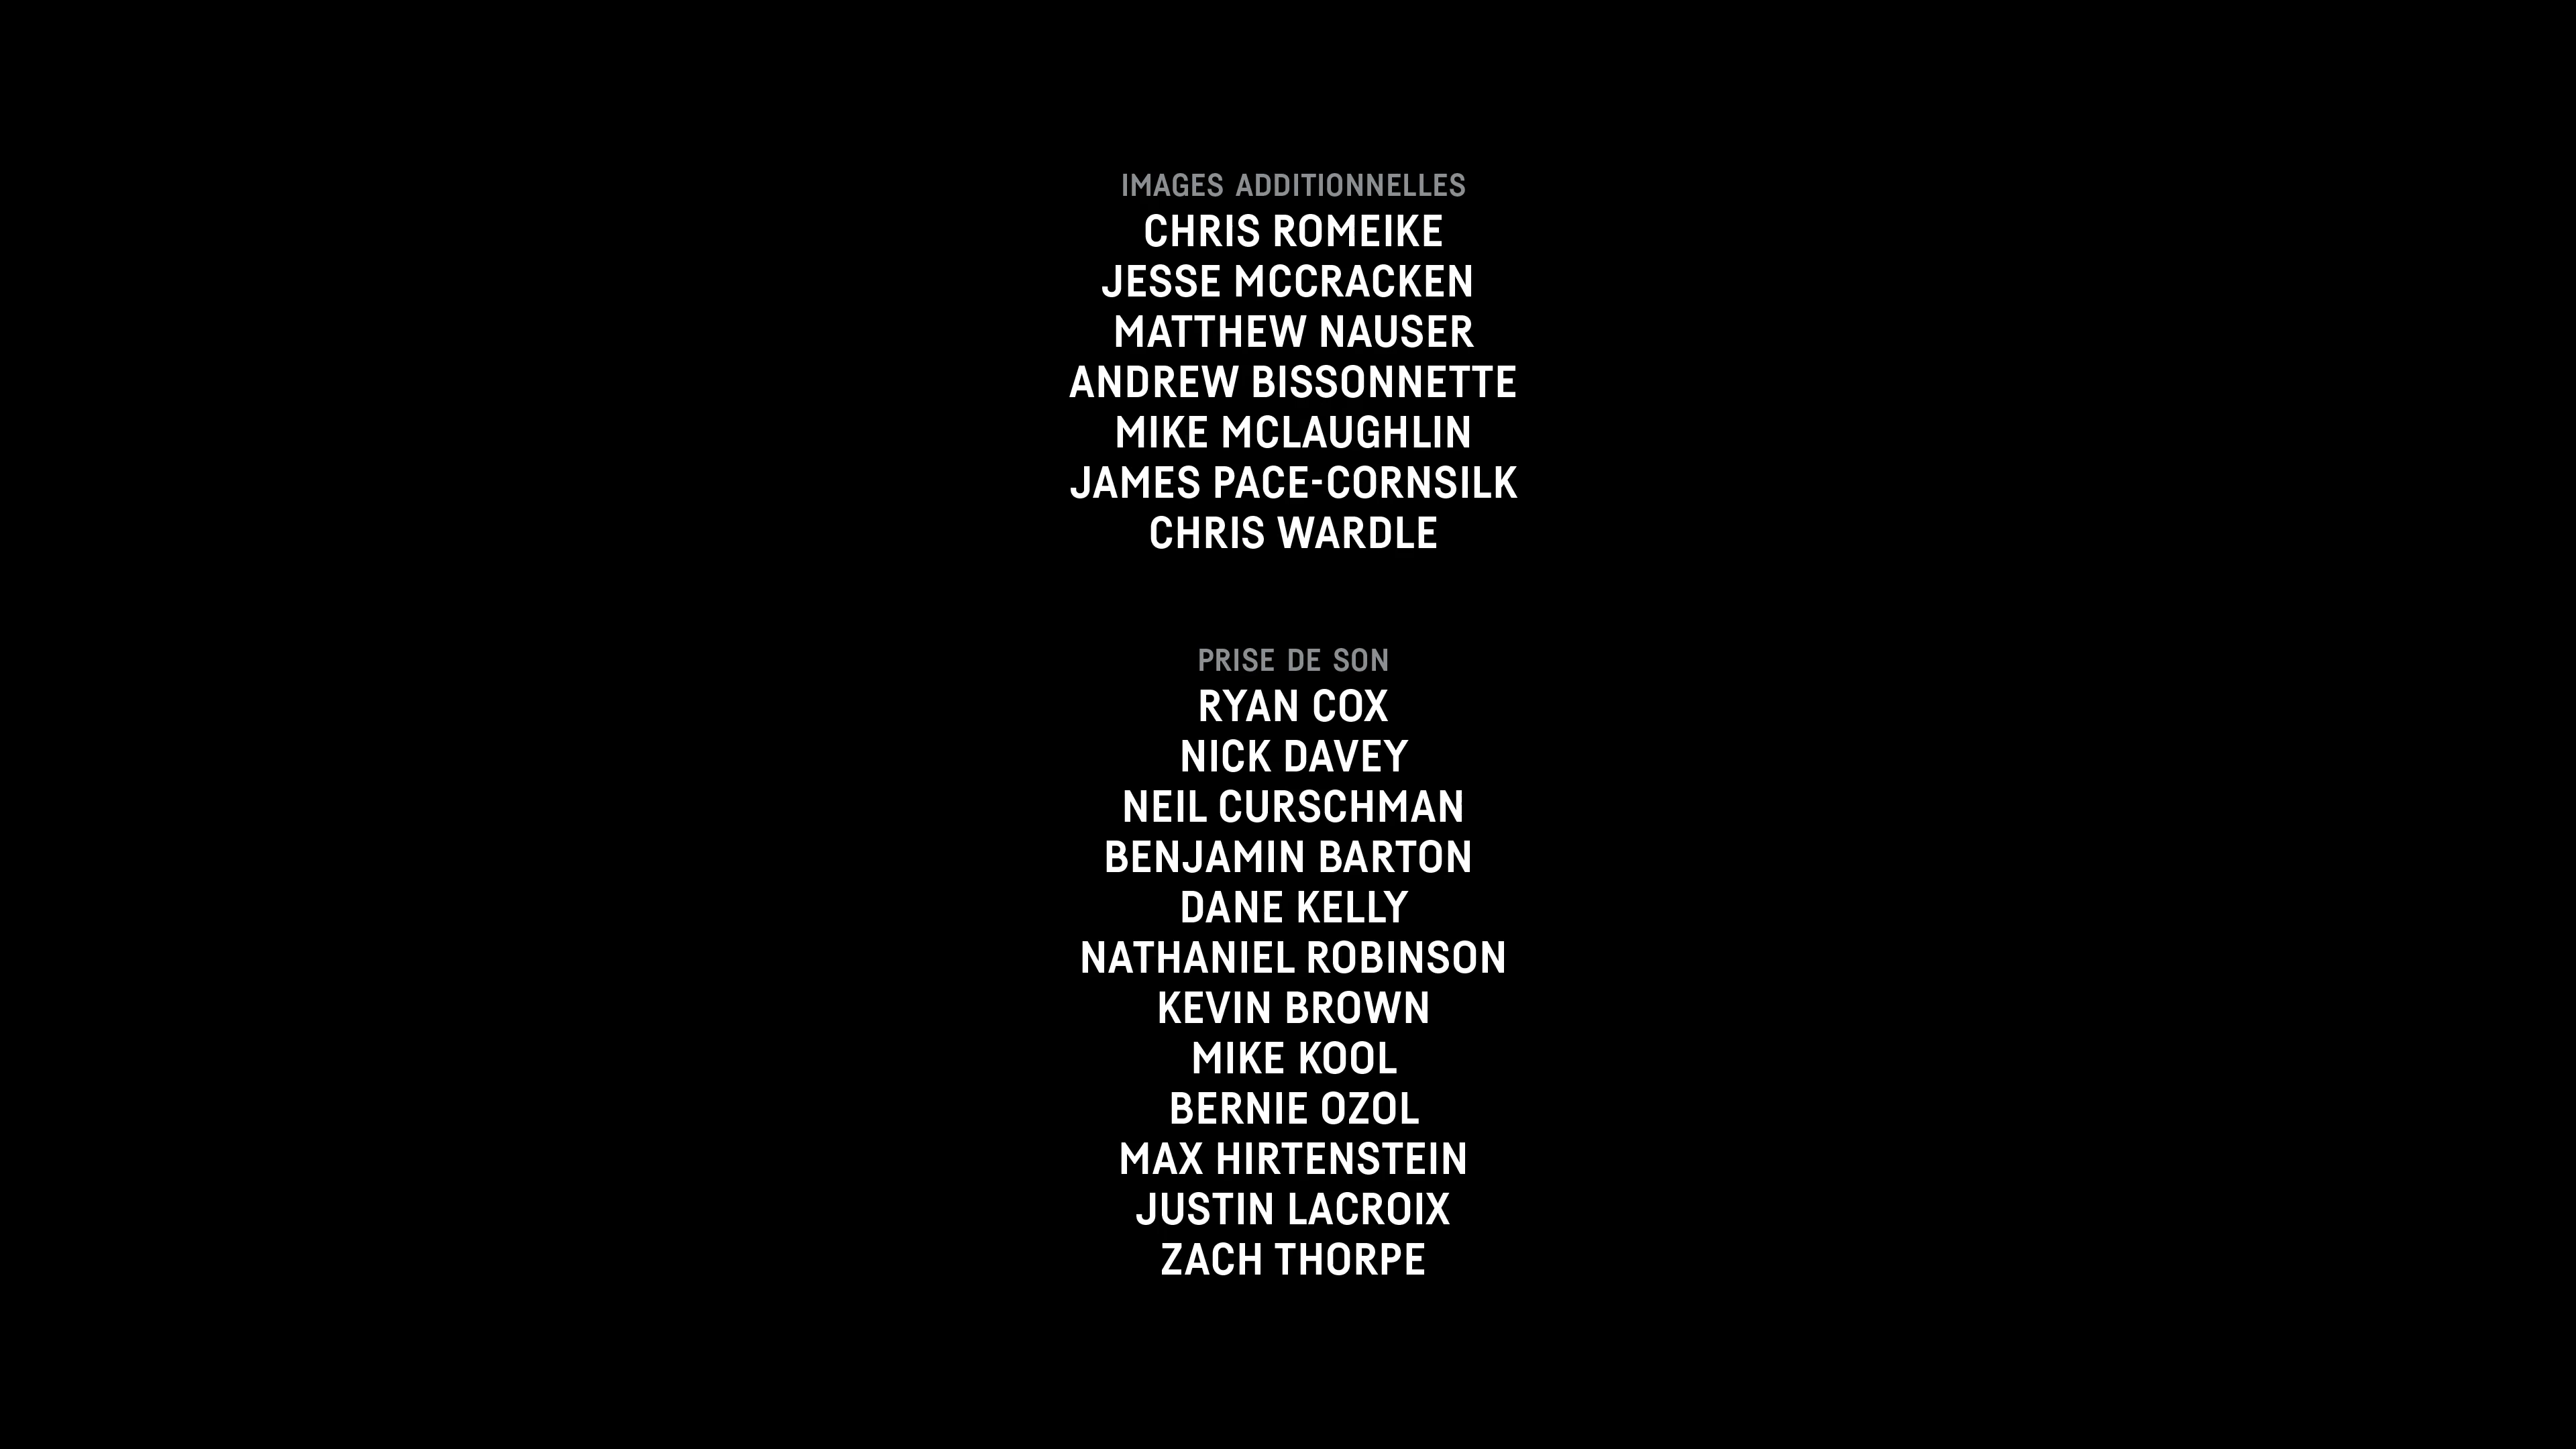 IMAGES ADDITIONNELLES
CHRIS ROMEIKE
JESSE MCCRACKEN
MATTHEW NAUSER
ANDREW BISSONNETTE
MIKE MCLAUGHLIN
JAMES PACE-CORNSILK
CHRIS WARDLE
PRISE DE SON
RYAN COX
NICK DAVEY
NEIL CURSCHMAN
BENJAMIN BARTON
DANE KELLY
NATHANIEL ROBINSON
KEVIN BROWN
MIKE KOOL
BERNIE OZOL
MAX HIRTENSTEIN
JUSTIN LACROIX
ZACH THORPE